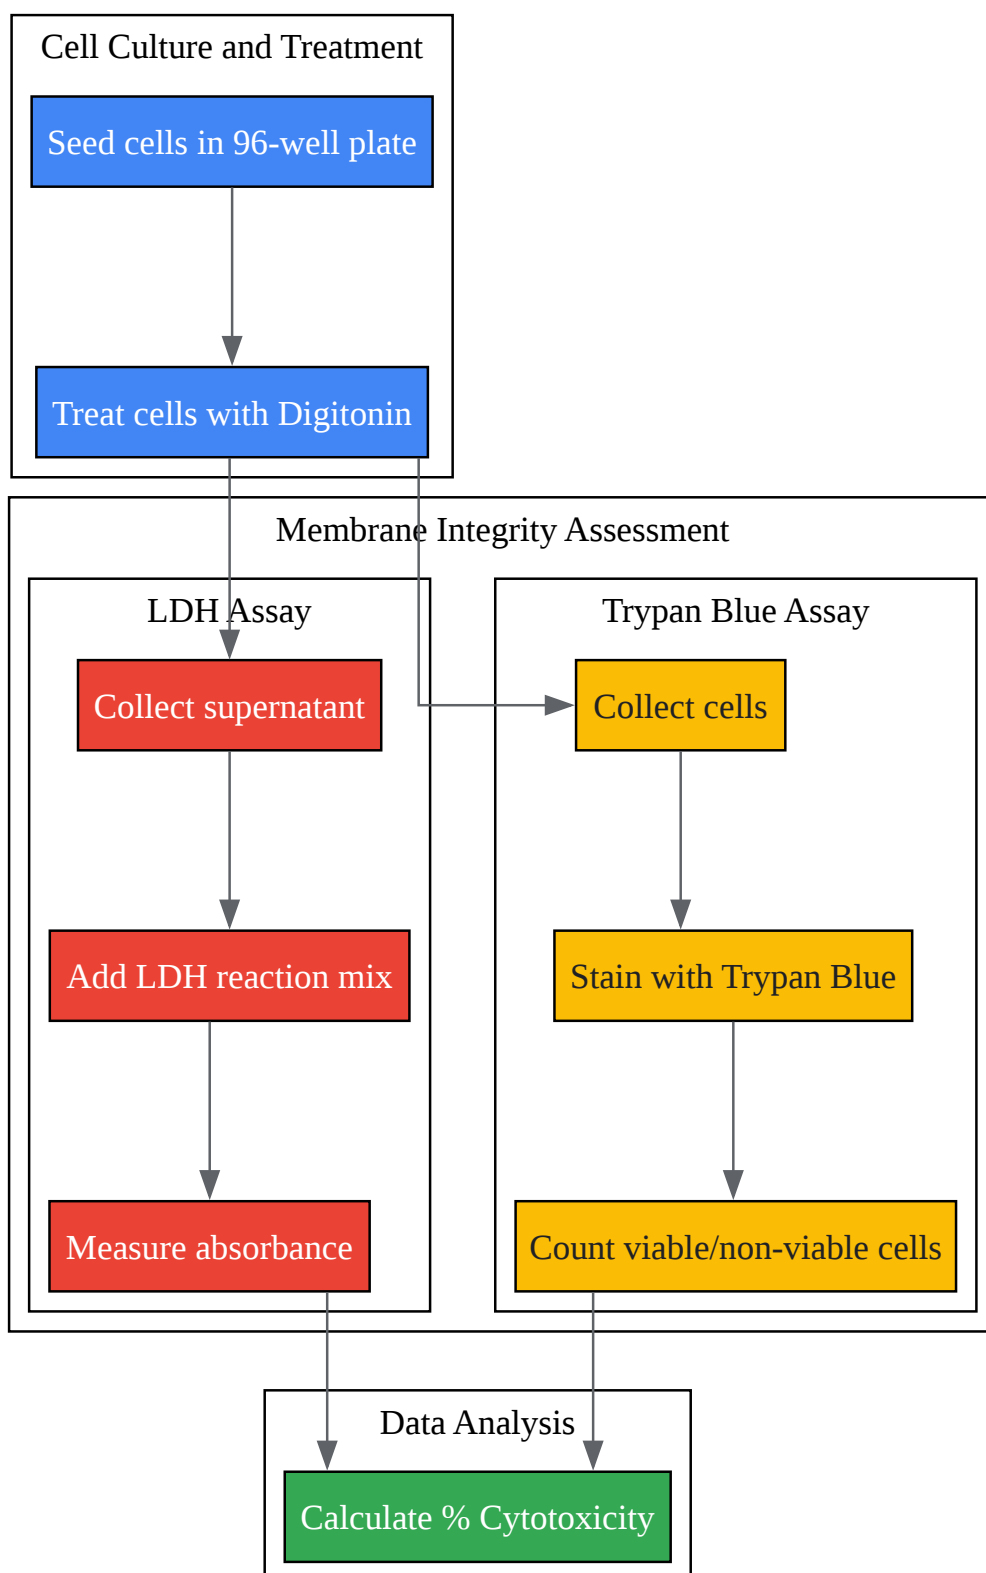 Cell Culture and Treatment
Seed cells in 96-well plate
Treat cells with Digitonin
Membrane Integrity Assessment
LDH Assay
Collect supernatant
Add LDH reaction mix
Measure absorbance
Trypan Blue Assay
Collect cells
Stain with Trypan Blue
Count viable/non-viable cells
Data Analysis
Calculate % Cytotoxicity